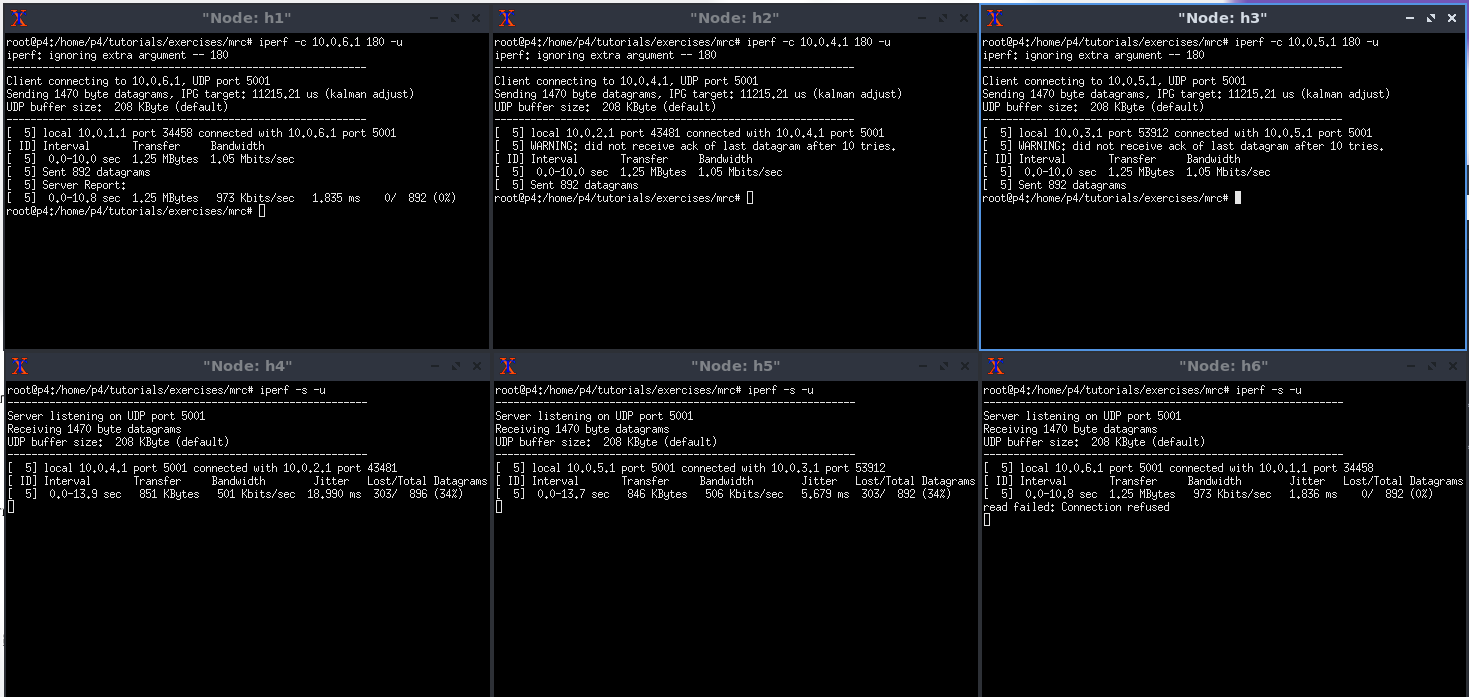 "Node: h1"
root@p4:/home/p4/tutorials/exercises/mrc# iperf -c 10.0.6.1 180 -u
iperf: ignoring extra argument -- 180
------------------------------------------------------------
Client connecting to 10.0.6.1, UDP port 5001
Sending 1470 byte datagrams, IPG target: 11215.21 us (kalman adjust)
UDP buffer size:  208 KByte (default)
------------------------------------------------------------
[  5] local 10.0.1.1 port 34458 connected with 10.0.6.1 port 5001
[ ID] Interval       Transfer     Bandwidth
[  5]  0.0-10.0 sec  1.25 MBytes  1.05 Mbits/sec
[  5] Sent 892 datagrams
[  5] Server Report:
[  5]  0.0-10.8 sec  1.25 MBytes   973 Kbits/sec   1.835 ms    0/  892 (0%)
root@p4:/home/p4/tutorials/exercises/mrc#
"Node: h2"
root@p4:/home/p4/tutorials/exercises/mrc# iperf -c 10.0.4.1 180 -u
iperf: ignoring extra argument -- 180
------------------------------------------------------------
Client connecting to 10.0.4.1, UDP port 5001
Sending 1470 byte datagrams, IPG target: 11215.21 us (kalman adjust)
UDP buffer size:  208 KByte (default)
------------------------------------------------------------
[  5] local 10.0.2.1 port 43481 connected with 10.0.4.1 port 5001
[  5] WARNING: did not receive ack of last datagram after 10 tries.
[ ID] Interval       Transfer     Bandwidth
[  5]  0.0-10.0 sec  1.25 MBytes  1.05 Mbits/sec
[  5] Sent 892 datagrams
root@p4:/home/p4/tutorials/exercises/mrc#
"Node: h3"
root@p4:/home/p4/tutorials/exercises/mrc# iperf -c 10.0.5.1 180 -u
iperf: ignoring extra argument -- 180
------------------------------------------------------------
Client connecting to 10.0.5.1, UDP port 5001
Sending 1470 byte datagrams, IPG target: 11215.21 us (kalman adjust)
UDP buffer size:  208 KByte (default)
------------------------------------------------------------
[  5] local 10.0.3.1 port 53912 connected with 10.0.5.1 port 5001
[  5] WARNING: did not receive ack of last datagram after 10 tries.
[ ID] Interval       Transfer     Bandwidth
[  5]  0.0-10.0 sec  1.25 MBytes  1.05 Mbits/sec
[  5] Sent 892 datagrams
root@p4:/home/p4/tutorials/exercises/mrc#
"Node: h4"
root@p4:/home/p4/tutorials/exercises/mrc# iperf -s -u
------------------------------------------------------------
Server listening on UDP port 5001
Receiving 1470 byte datagrams
UDP buffer size:  208 KByte (default)
------------------------------------------------------------
[  5] local 10.0.4.1 port 5001 connected with 10.0.2.1 port 43481
[ ID] Interval       Transfer     Bandwidth        Jitter   Lost/Total Datagrams
[  5]  0.0-13.9 sec   851 KBytes   501 Kbits/sec  18.990 ms  303/  896 (34%)
"Node: h5"
root@p4:/home/p4/tutorials/exercises/mrc# iperf -s -u
------------------------------------------------------------
Server listening on UDP port 5001
Receiving 1470 byte datagrams
UDP buffer size:  208 KByte (default)
------------------------------------------------------------
[  5] local 10.0.5.1 port 5001 connected with 10.0.3.1 port 53912
[ ID] Interval       Transfer     Bandwidth        Jitter   Lost/Total Datagrams
[  5]  0.0-13.7 sec   846 KBytes   506 Kbits/sec   5.679 ms  303/  892 (34%)
"Node: h6"
root@p4:/home/p4/tutorials/exercises/mrc# iperf -s -u
------------------------------------------------------------
Server listening on UDP port 5001
Receiving 1470 byte datagrams
UDP buffer size:  208 KByte (default)
------------------------------------------------------------
[  5] local 10.0.6.1 port 5001 connected with 10.0.1.1 port 34458
[ ID] Interval       Transfer     Bandwidth        Jitter   Lost/Total Datagrams
[  5]  0.0-10.8 sec  1.25 MBytes   973 Kbits/sec   1.836 ms    0/  892 (0%)
read failed: Connection refused